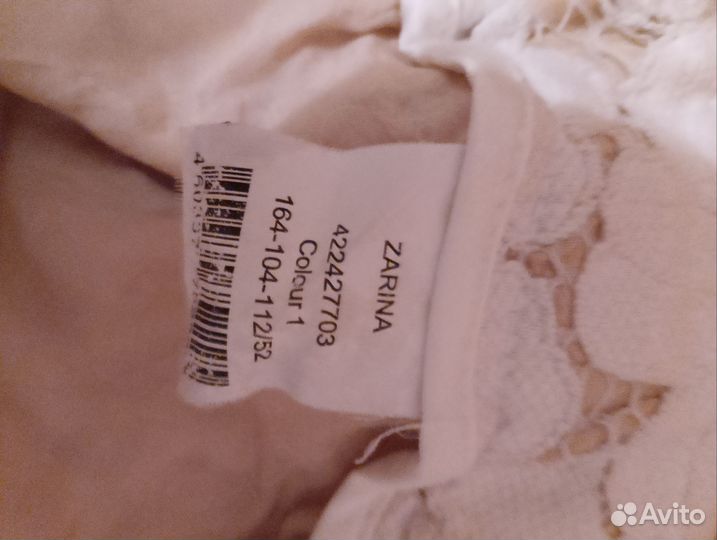 ZARINA
422427703
Colour 1
164-104-112/52
Avito